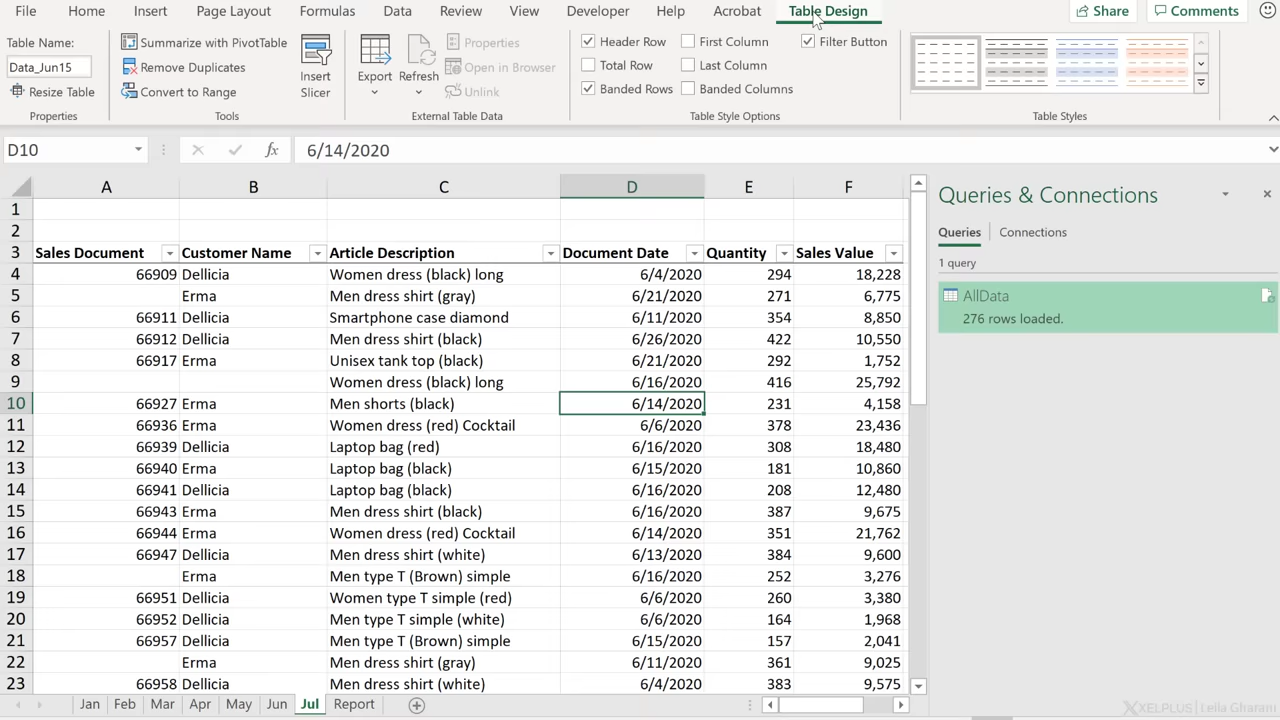 File Home Insert Page Layout Formulas Data Review View Developer Help Acrobat Table Design Share Comments
Table Name:
Data_Jun15
Resize Table
Properties
Summarize with PivotTable
Remove Duplicates
Convert to Range
Tools
Insert Slicer
Export Refresh
Properties
Open in Browser
Unlink
External Table Data
Header Row First Column Filter Button
Total Row Last Column
Banded Rows Banded Columns
Table Style Options
Table Styles
D10 fx 6/14/2020
A B C D E F
1
2
3 Sales Document Customer Name Article Description Document Date Quantity Sales Value
4 66909 Dellicia Women dress (black) long 6/4/2020 294 18,228
5 Erma Men dress shirt (gray) 6/21/2020 271 6,775
6 66911 Dellicia Smartphone case diamond 6/11/2020 354 8,850
7 66912 Dellicia Men dress shirt (black) 6/26/2020 422 10,550
8 66917 Erma Unisex tank top (black) 6/21/2020 292 1,752
9 Women dress (black) long 6/16/2020 416 25,792
10 66927 Erma Men shorts (black) 6/14/2020 231 4,158
11 66936 Erma Women dress (red) Cocktail 6/6/2020 378 23,436
12 66939 Dellicia Laptop bag (red) 6/16/2020 308 18,480
13 66940 Erma Laptop bag (black) 6/15/2020 181 10,860
14 66941 Dellicia Laptop bag (black) 6/16/2020 208 12,480
15 66943 Erma Men dress shirt (black) 6/16/2020 387 9,675
16 66944 Erma Women dress (red) Cocktail 6/14/2020 351 21,762
17 66947 Dellicia Men dress shirt (white) 6/13/2020 384 9,600
18 Erma Men type T (Brown) simple 6/16/2020 252 3,276
19 66951 Dellicia Women type T simple (red) 6/6/2020 260 3,380
20 66952 Dellicia Men type T simple (white) 6/6/2020 164 1,968
21 66957 Dellicia Men type T (Brown) simple 6/15/2020 157 2,041
22 Erma Men dress shirt (gray) 6/11/2020 361 9,025
23 66958 Dellicia Men dress shirt (white) 6/4/2020 383 9,575
Jan Feb Mar Apr May Jun Jul Report
Queries & Connections
Queries Connections
1 query
AllData
276 rows loaded.
XELPLUS | Leila Gharani